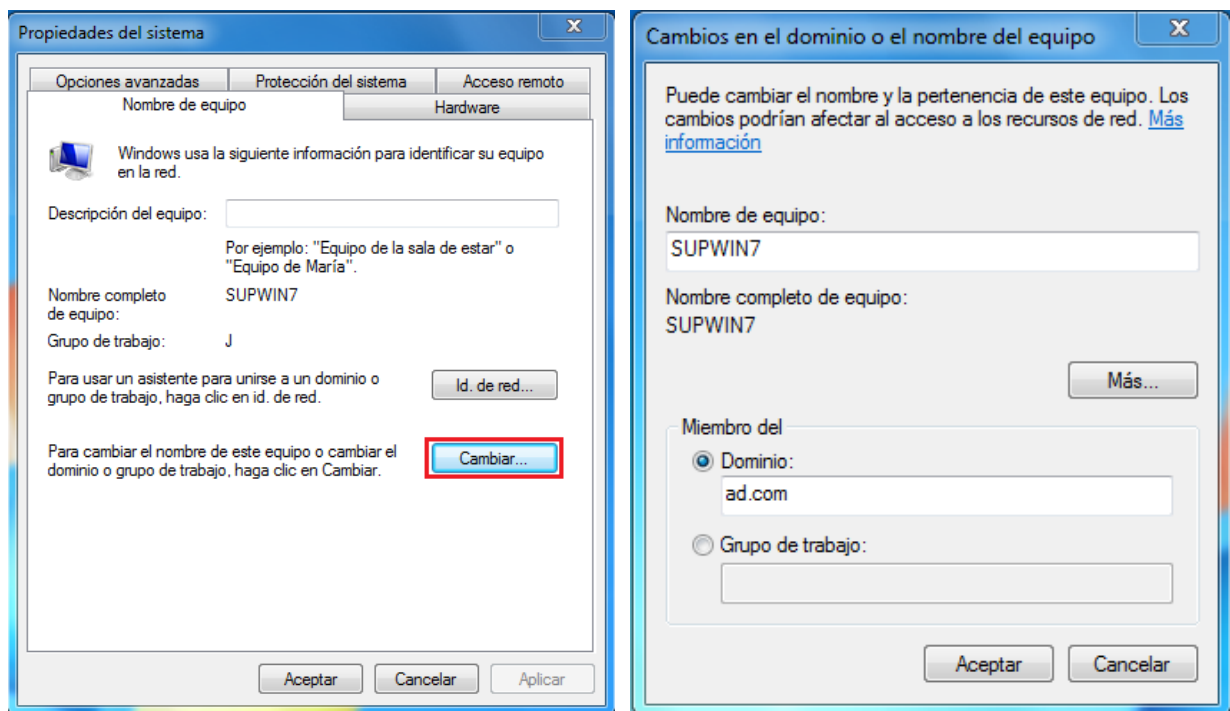 Propiedades del sistema
X
Opciones avanzadas
Protección del sistema
Acceso remoto
Nombre de equipo
Hardware
Windows usa la siguiente información para identificar su equipo
en la red.
Descripción del equipo:
Por ejemplo: "Equipo de la sala de estar" o
"Equipo de María".
Nombre completo
de equipo:
SUPWIN7
Grupo de trabajo:
J
Para usar un asistente para unirse a un dominio o
grupo de trabajo, haga clic en id. de red.
Id. de red...
Para cambiar el nombre de este equipo o cambiar el
dominio o grupo de trabajo, haga clic en Cambiar.
Cambiar...
Aceptar
Cancelar
Aplicar
Cambios en el dominio o el nombre del equipo
X
Puede cambiar el nombre y la pertenencia de este equipo. Los
cambios podrían afectar al acceso a los recursos de red. Más
información
Nombre de equipo:
SUPWIN7
Nombre completo de equipo:
SUPWIN7
Más...
Miembro del
Dominio:
ad.com
Grupo de trabajo:
Aceptar
Cancelar